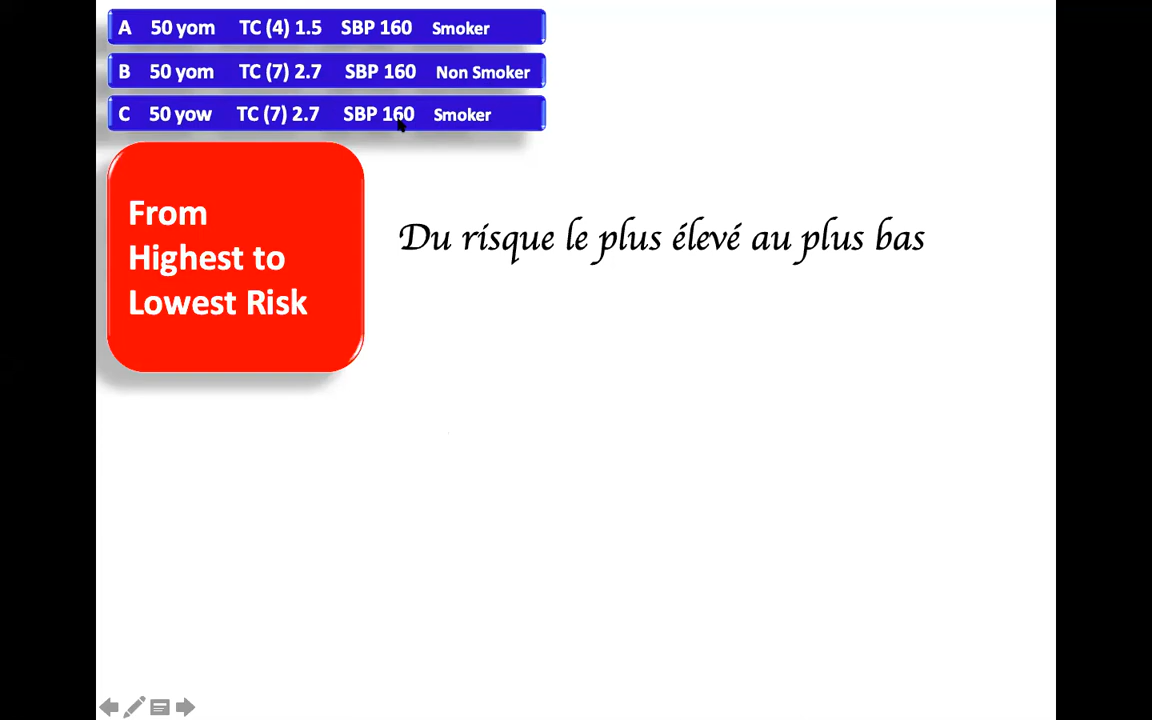 A 50 yom TC (4) 1.5 SBP 160 Smoker
B 50 yom TC (7) 2.7 SBP 160 Non Smoker
C 50 yow TC (7) 2.7 SBP 160 Smoker
From
Highest to
Lowest Risk
Du risque le plus élevé au plus bas